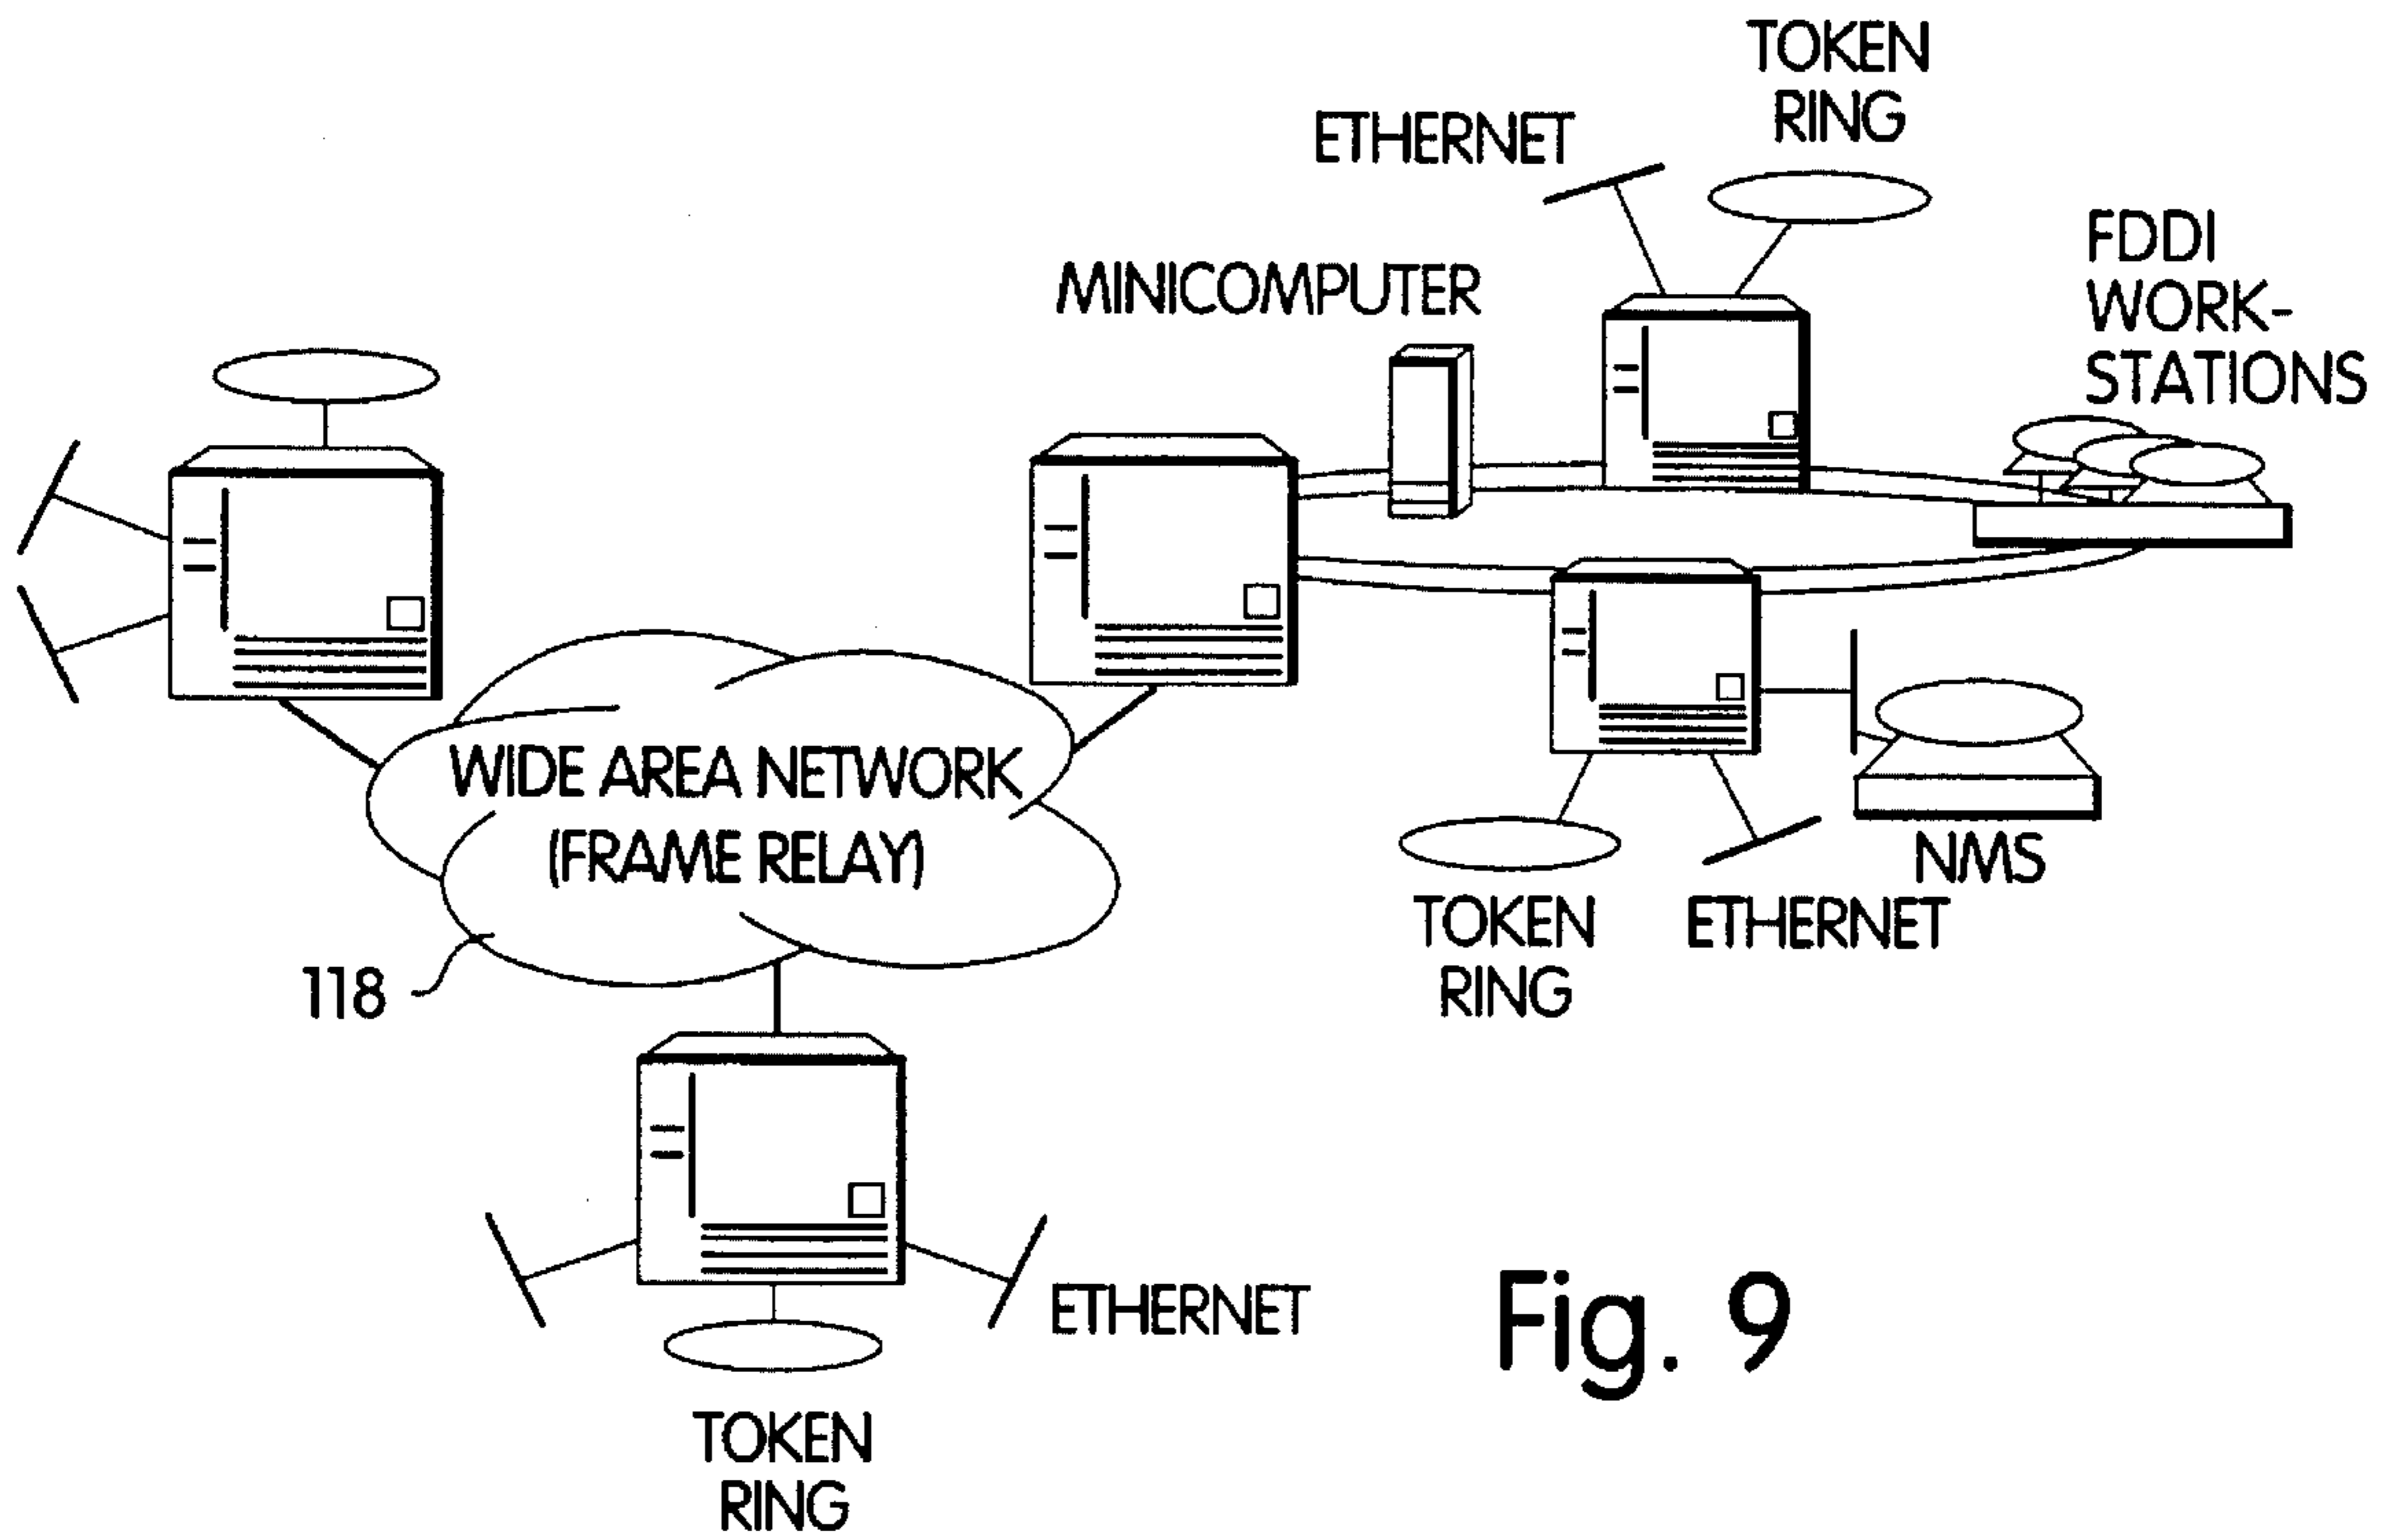 TOKEN
RING
ETHERNET
FDDI
WORK-
STATIONS
MINICOMPUTER
WIDE AREA NETWORK
(FRAME RELAY)
NMS
TOKEN
RING
ETHERNET
118
ETHERNET
TOKEN
RING
Fig. 9